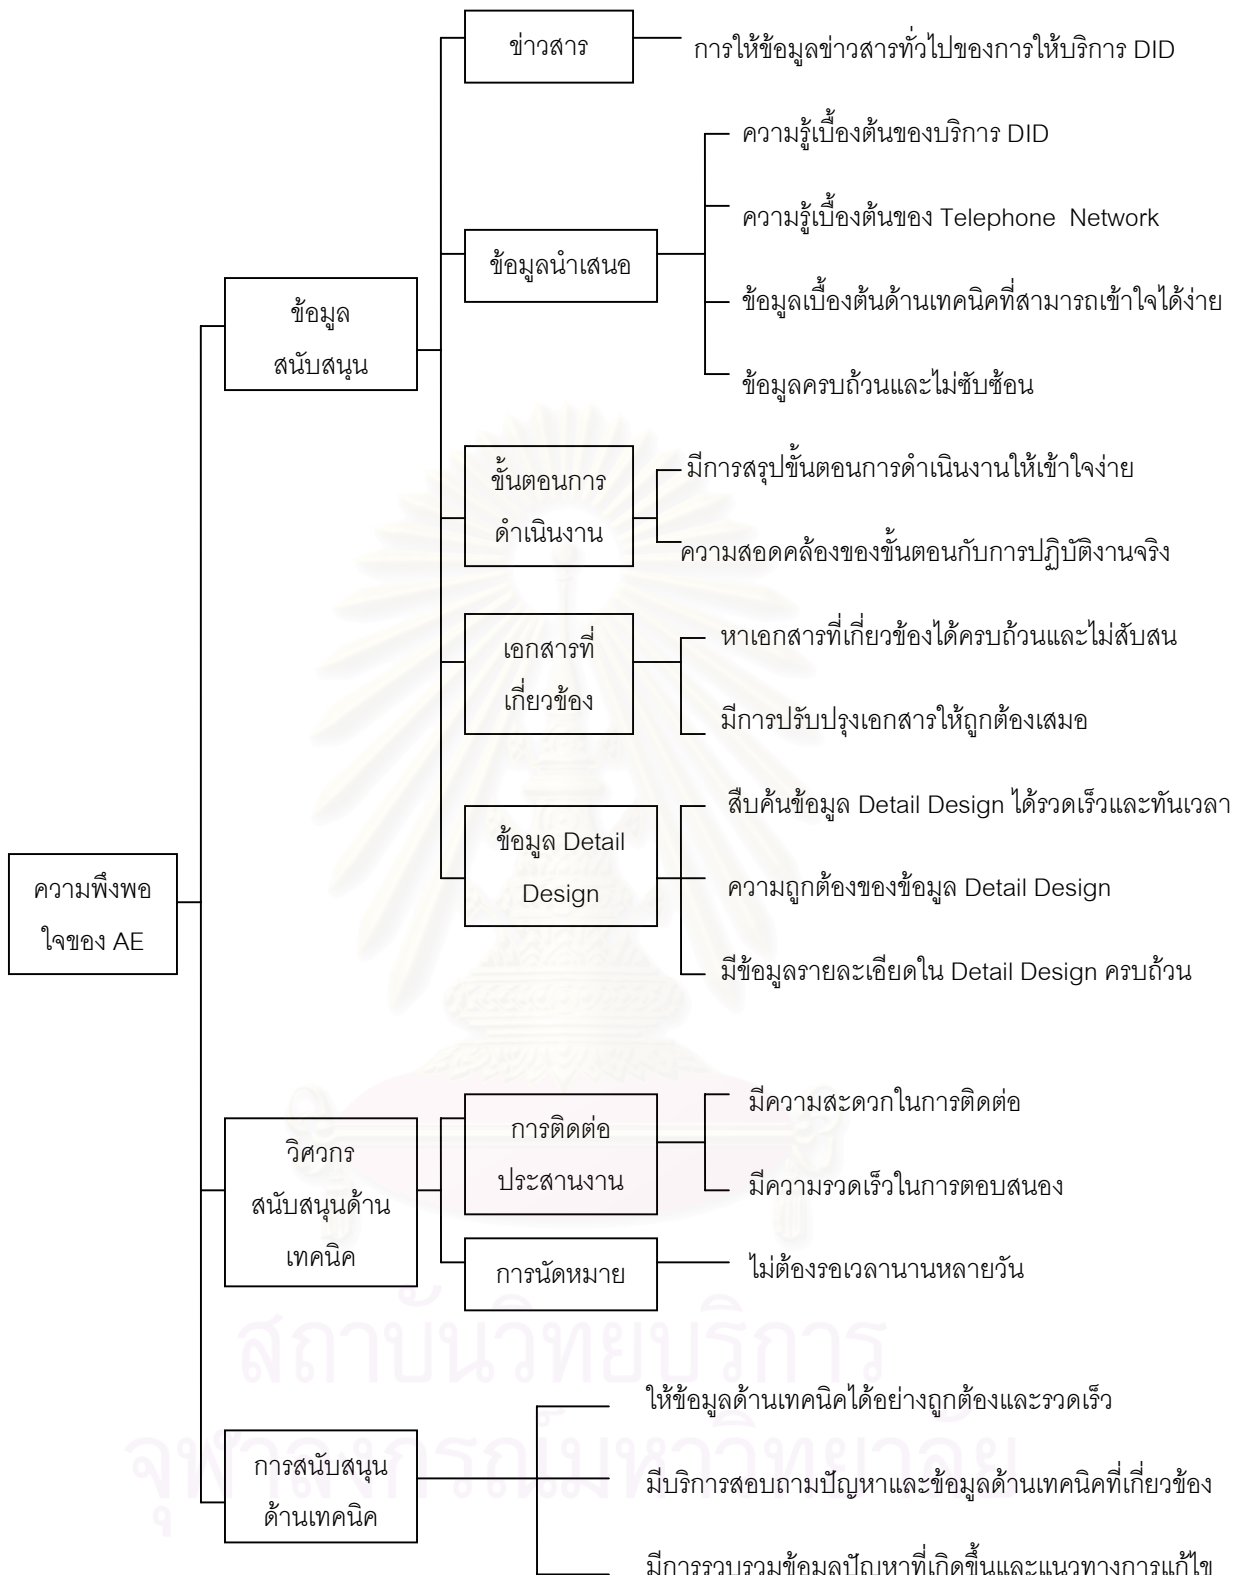 ข่าวสาร
การให้ข้อมูลข่าวสารทั่วไปของการให้บริการ DID
ความรู้เบื้องต้นของบริการ DID
ความรู้เบื้องต้นของ Telephone Network
ข้อมูลนำเสนอ
ข้อมูลเบื้องต้นด้านเทคนิคที่สามารถเข้าใจได้ง่าย
ข้อมูลครบถ้วนและไม่ซับซ้อน
ข้อมูล
สนับสนุน
ขั้นตอนการ
ดำเนินงาน
มีการสรุปขั้นตอนการดำเนินงานให้เข้าใจง่าย
ความสอดคล้องของขั้นตอนกับการปฏิบัติงานจริง
เอกสารที่
เกี่ยวข้อง
หาเอกสารที่เกี่ยวข้องได้ครบถ้วนและไม่สับสน
มีการปรับปรุงเอกสารให้ถูกต้องเสมอ
ข้อมูล Detail
Design
สืบค้นข้อมูล Detail Design ได้รวดเร็วและทันเวลา
ความถูกต้องของข้อมูล Detail Design
มีข้อมูลรายละเอียดใน Detail Design ครบถ้วน
ความพึงพอ
ใจของ AE
วิศวกร
สนับสนุนด้าน
เทคนิค
การติดต่อ
ประสานงาน
มีความสะดวกในการติดต่อ
มีความรวดเร็วในการตอบสนอง
การนัดหมาย
ไม่ต้องรอเวลานานหลายวัน
สถาบันวิทยบริการ
จุฬาลงกรณ์มหาวิทยาลัย
การสนับสนุน
ด้านเทคนิค
ให้ข้อมูลด้านเทคนิคได้อย่างถูกต้องและรวดเร็ว
มีบริการสอบถามปัญหาและข้อมูลด้านเทคนิคที่เกี่ยวข้อง
มีการรวบรวมข้อมูลปัญหาที่เกิดขึ้นและแนวทางการแก้ไข